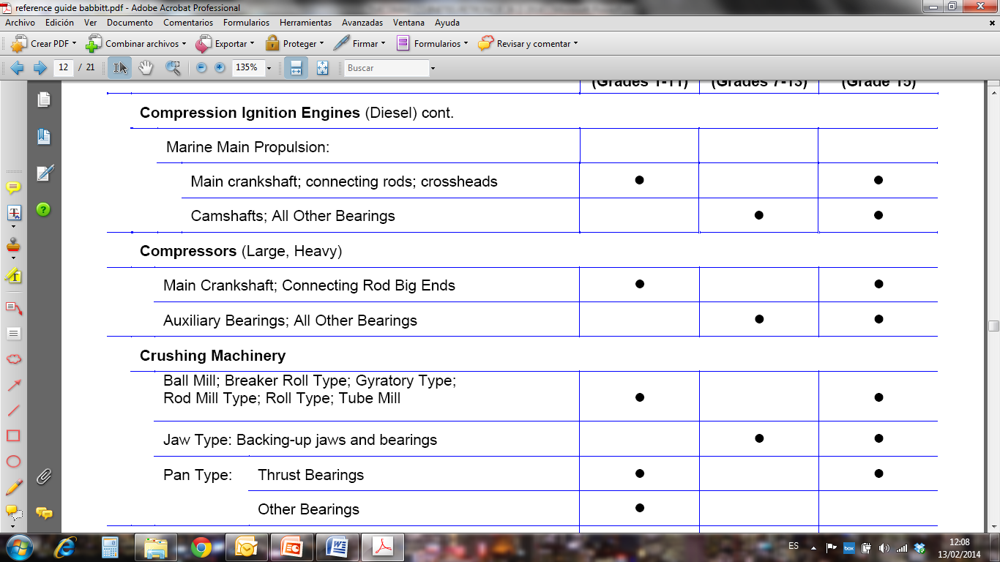 reference guide babbitt.pdf - Adobe Acrobat Professional
Archivo Edición Ver Documento Comentarios Formularios Herramientas Avanzadas Ventana Ayuda
Crear PDF Combinar archivos Exportar Proteger Firmar Formularios Revisar y comentar
12 / 21 135% Buscar
(Grades 1-11) (Grades 7-13) (Grade 15)
Compression Ignition Engines (Diesel) cont.
Marine Main Propulsion:
Main crankshaft; connecting rods; crossheads
Camshafts; All Other Bearings
Compressors (Large, Heavy)
Main Crankshaft; Connecting Rod Big Ends
Auxiliary Bearings; All Other Bearings
Crushing Machinery
Ball Mill; Breaker Roll Type; Gyratory Type;
Rod Mill Type; Roll Type; Tube Mill
Jaw Type: Backing-up jaws and bearings
Pan Type: Thrust Bearings
Other Bearings
ES box 12:08
13/02/2014